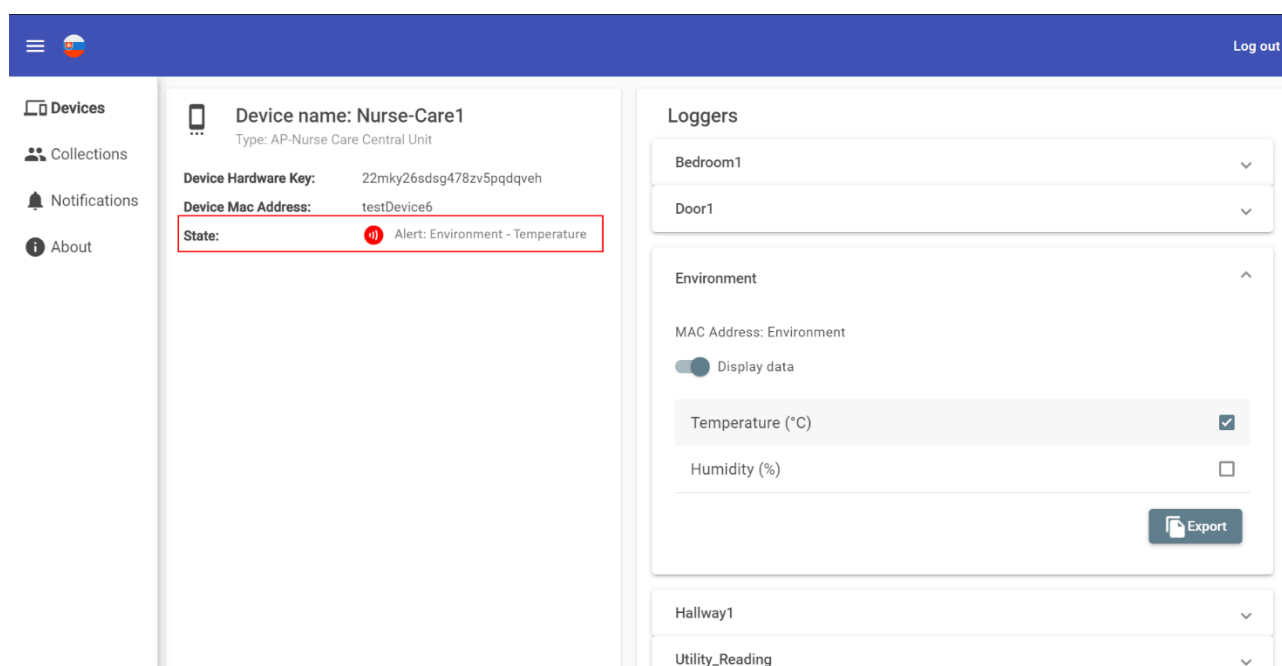 Log out
Devices
Collections
Notifications
About
Device name: Nurse-Care1
Type: AP-Nurse Care Central Unit
Device Hardware Key: 22mky26sdsg478zv5pqdqveh
Device Mac Address: testDevice6
State: Alert: Environment - Temperature
Loggers
Bedroom1
Door1
Environment
MAC Address: Environment
Display data
Temperature (°C)
Humidity (%)
Export
Hallway1
Utility_Reading